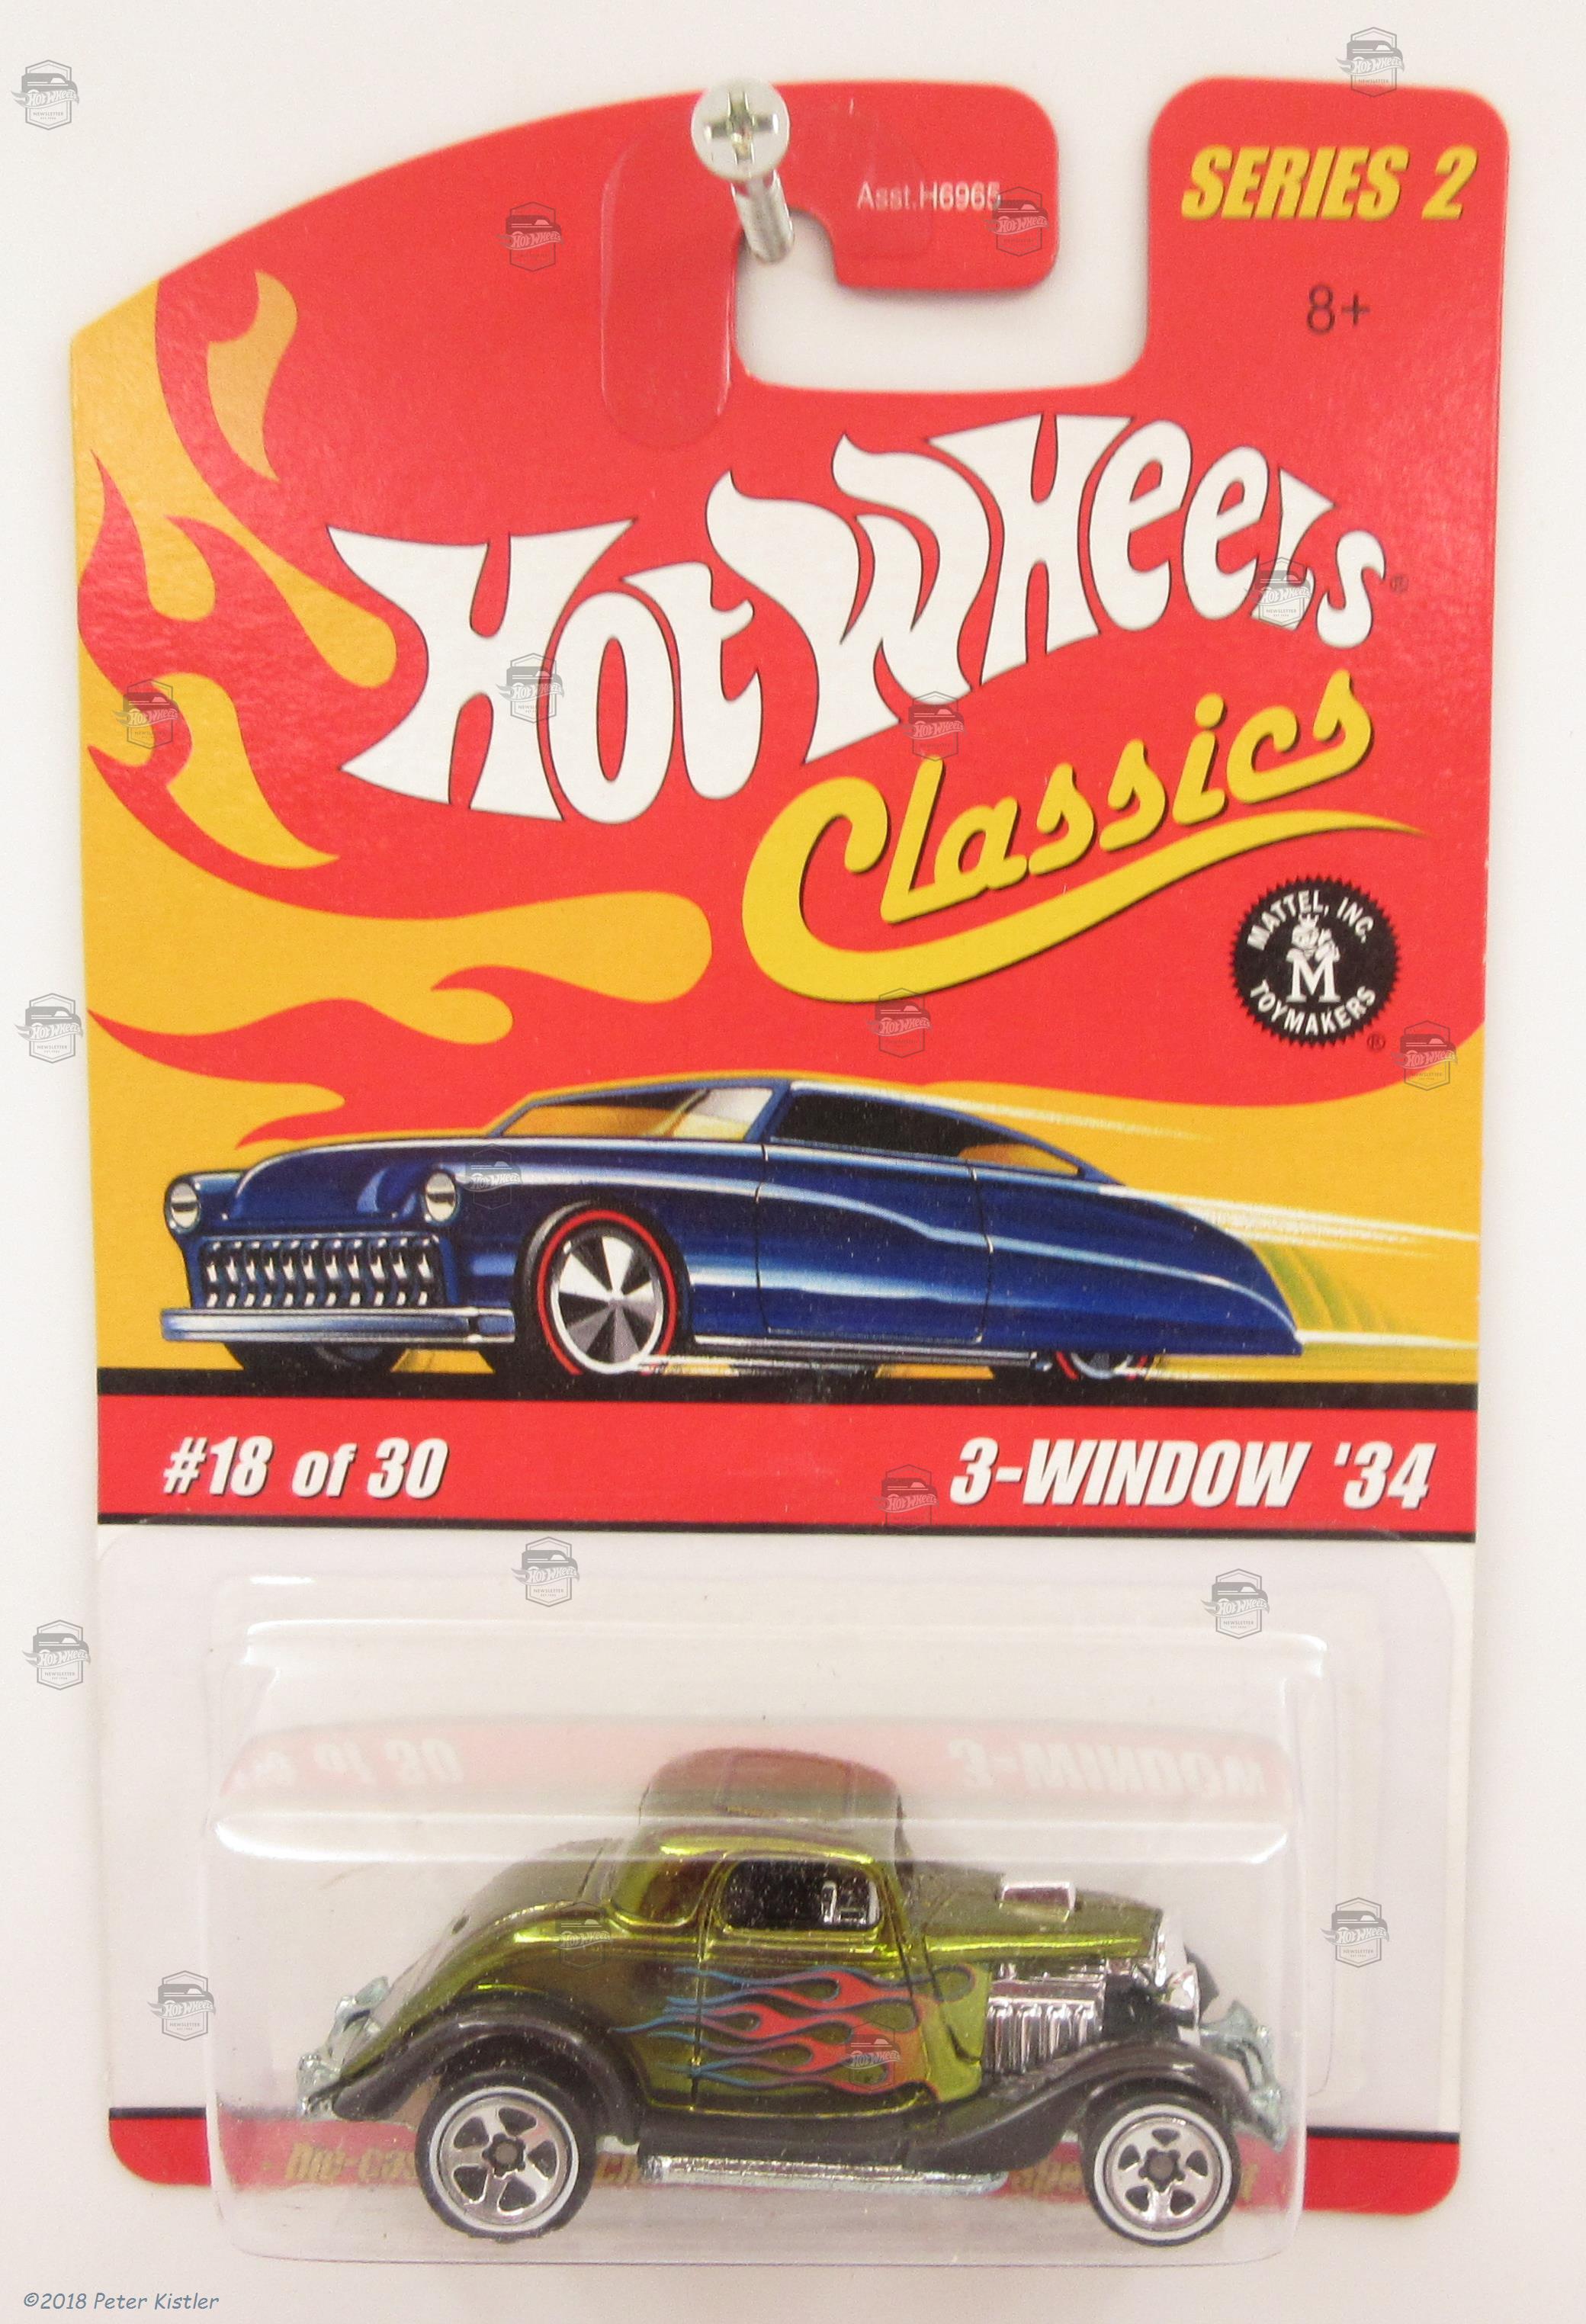 Asst.H6965
SERIES 2
8+
Hot Wheels®
Classics
MATTEL, INC.
M
TOYMAKERS
®
#18 of 30
3-WINDOW '34
©2018 Peter Kistler